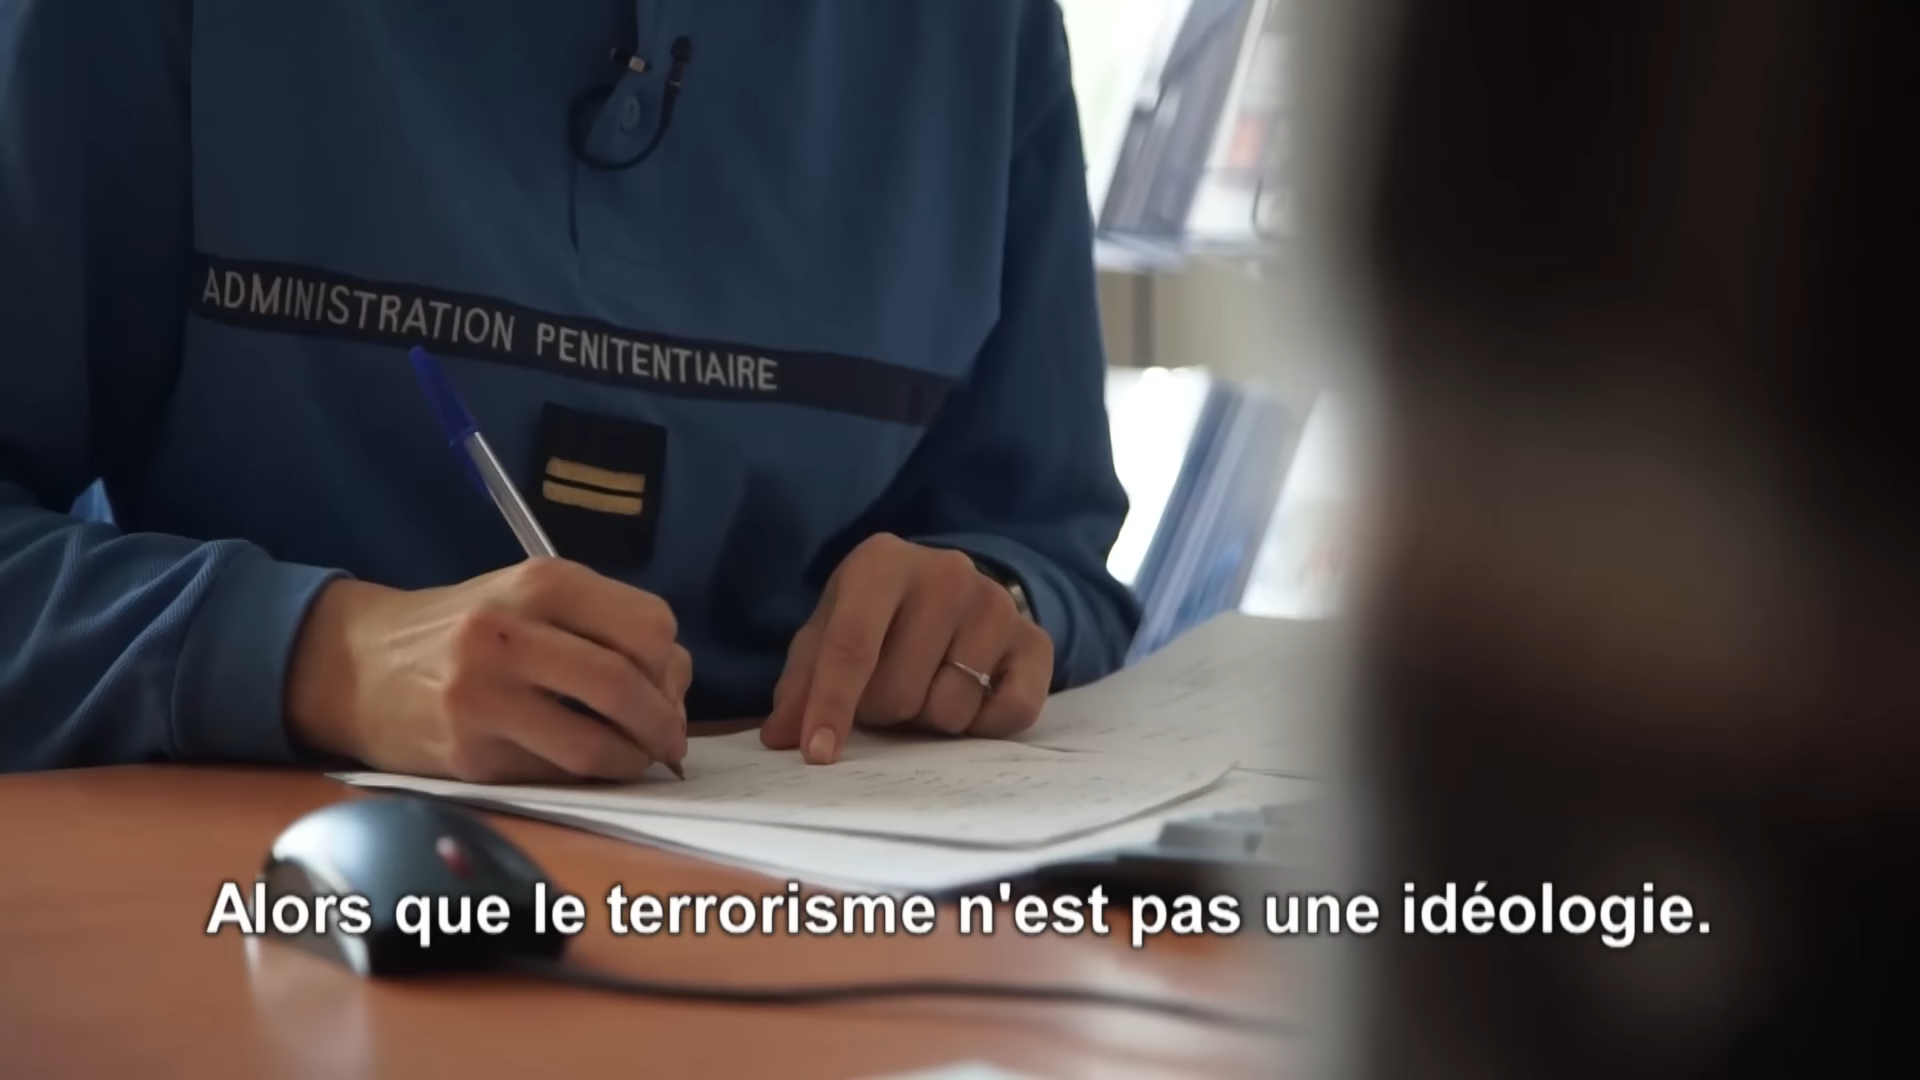 ADMINISTRATION PENITENTIAIRE
Alors que le terrorisme n'est pas une idéologie.